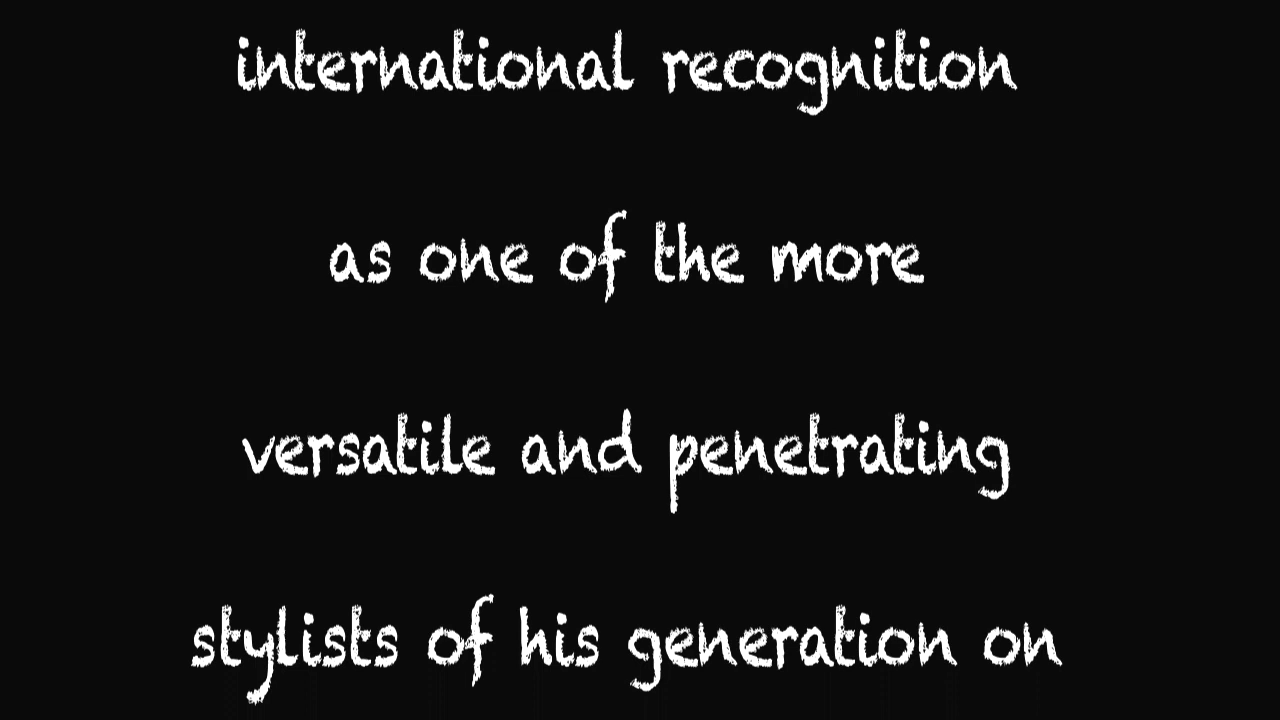 international recognition
as one of the more
versatile and penetrating
stylists of his generation on